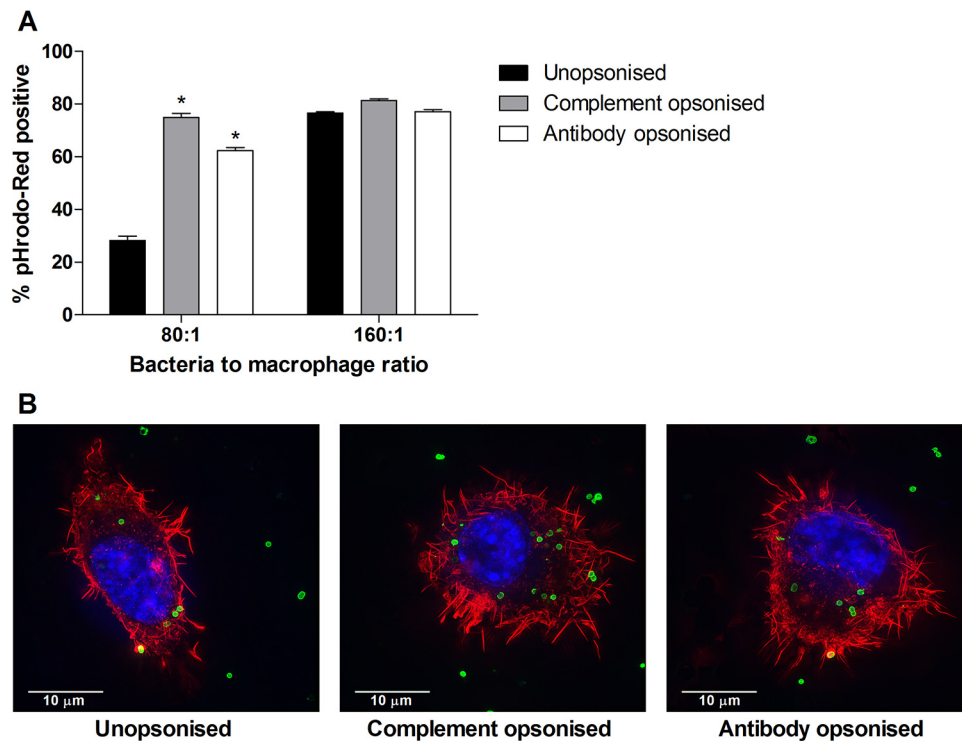 A
100
80
60
40
20
0
% pHrodo-Red positive
* *
80:1 160:1
Bacteria to macrophage ratio
Unopsonised
Complement opsonised
Antibody opsonised
B
10 μm 10 μm 10 μm
Unopsonised Complement opsonised Antibody opsonised